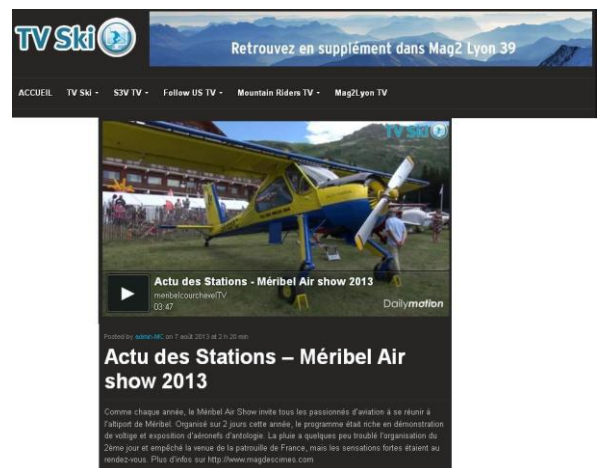 TV Ski
Retrouvez en supplément dans Mag2 Lyon 39
ACCUEIL TV Ski S3V TV Follow US TV Mountain Riders TV Mag2Lyon TV
TV Ski
Actu des Stations - Méribel Air show 2013
meribelcourchevelTV
03:47
Dailymotion
Posted by admin-MC on 7 août 2013 at 2 h 20 min
Actu des Stations – Méribel Air
show 2013
Comme chaque année, le Méribel Air Show invite tous les passionnés d'aviation à se réunir à
l'altiport de Méribel. Organisé sur 2 jours cette année, le programme était riche en démonstration
de voltige et exposition d'aéronefs d'antologie. La pluie a quelques peu troublé l'organisation du
2ème jour et empêché la venue de la patrouille de France, mais les sensations fortes étaient au
rendez-vous. Plus d'infos sur http://www.magdescimes.com